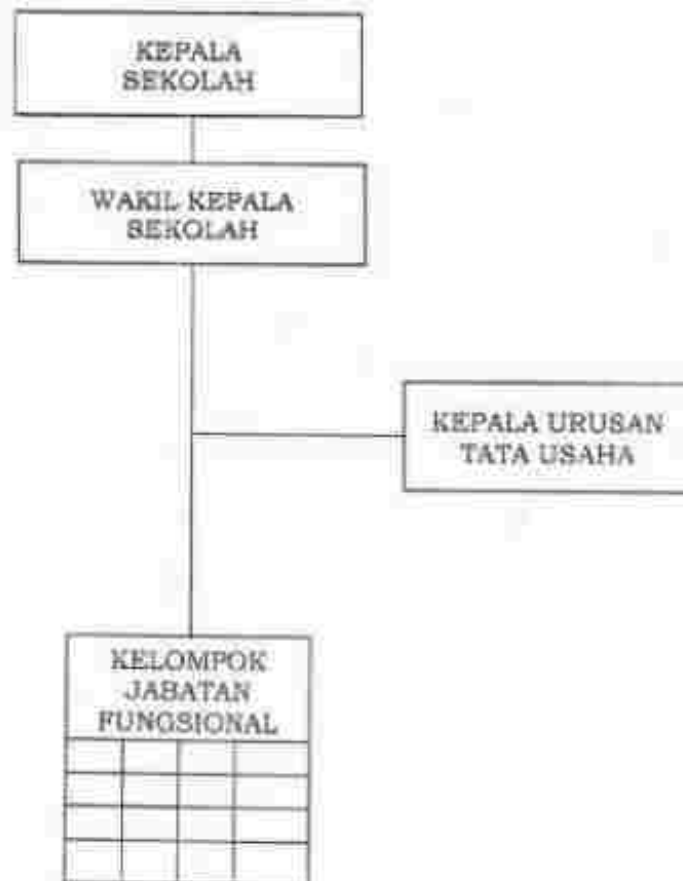 KEPALA
SEKOLAH
WAKIL KEPALA
SEKOLAH
KEPALA URUSAN
TATA USAHA
KELOMPOK
JABATAN
FUNGSIONAL